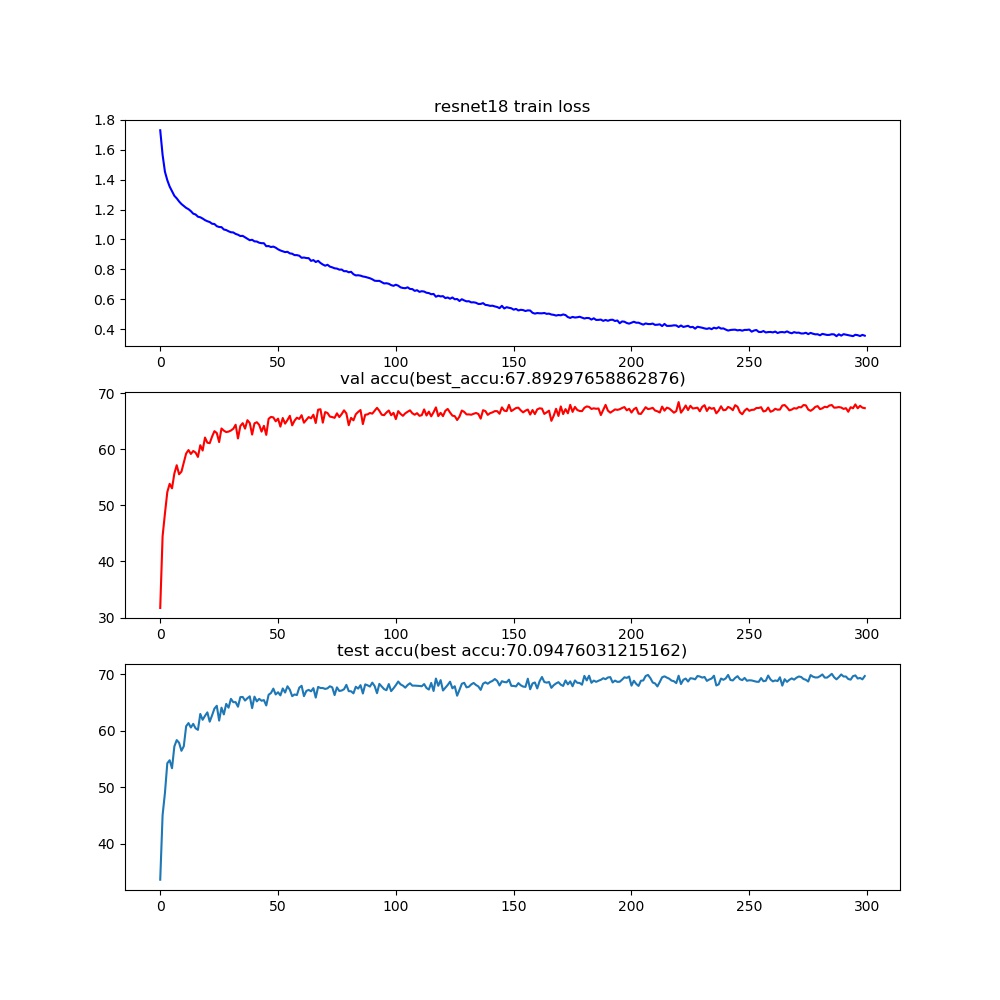 resnet18 train loss
1.8
1.6
1.4
1.2
1.0
0.8
0.6
0.4
0 50 100 150 200 250 300
val accu(best_accu:67.89297658862876)
70
60
50
40
30
0 50 100 150 200 250 300
test accu(best accu:70.09476031215162)
70
60
50
40
0 50 100 150 200 250 300